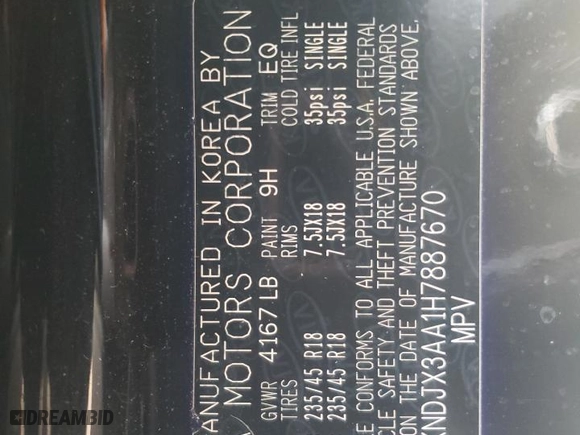 MANUFACTURED IN KOREA BY
MOTORS CORPORATION
GVWR 4167 LB PAINT 9H TRIM EQ
TIRES RIMS COLD TIRE INFL
235/45 R18 7.5JX18 35psi SINGLE
235/45 R18 7.5JX18 35psi SINGLE
CONFORMS TO ALL APPLICABLE U.S.A. FEDERAL
SAFETY AND THEFT PREVENTION STANDARDS
ON THE DATE OF MANUFACTURE SHOWN ABOVE.
KNDJX3AA1H7887670
MPV
DREAMBID